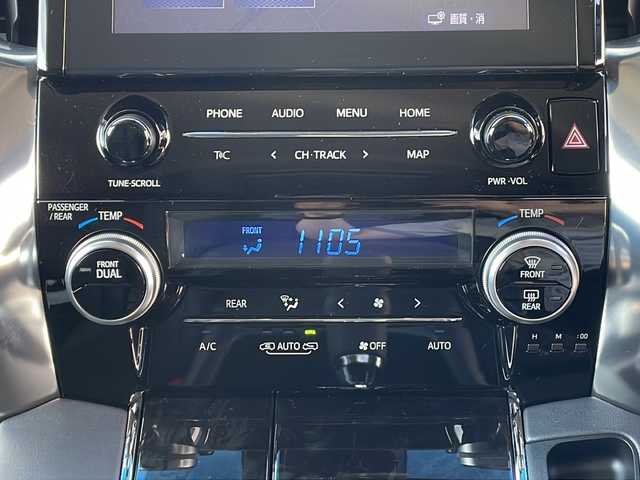 画質・消
PHONE AUDIO MENU HOME
T&C < CH·TRACK > MAP
TUNE·SCROLL
PWR·VOL
PASSENGER
/REAR
TEMP
TEMP
FRONT
1105
FRONT
DUAL
FRONT
REAR
REAR < >
A/C AUTO OFF AUTO
H M :00